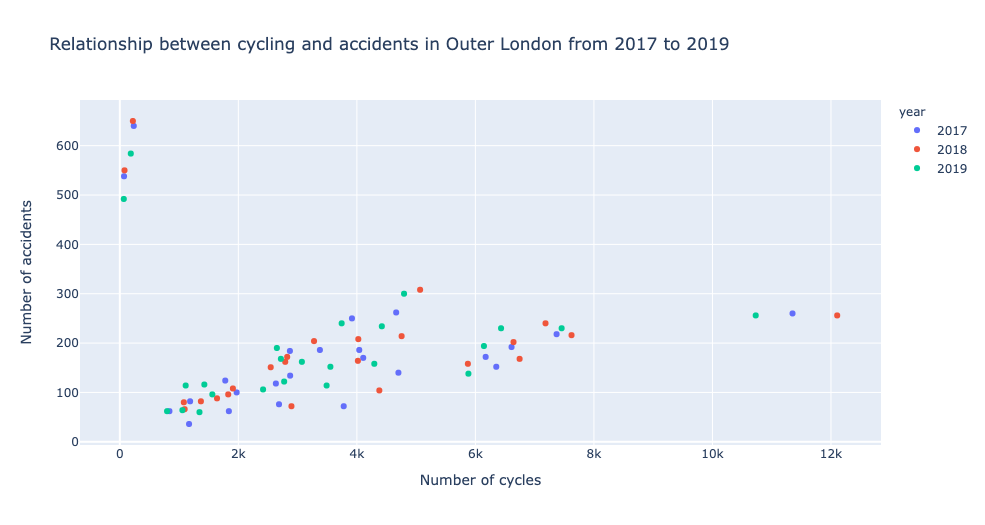 Relationship between cycling and accidents in Outer London from 2017 to 2019
year
2017
2018
2019
Number of accidents
600
500
400
300
200
100
0
0 2k 4k 6k 8k 10k 12k
Number of cycles